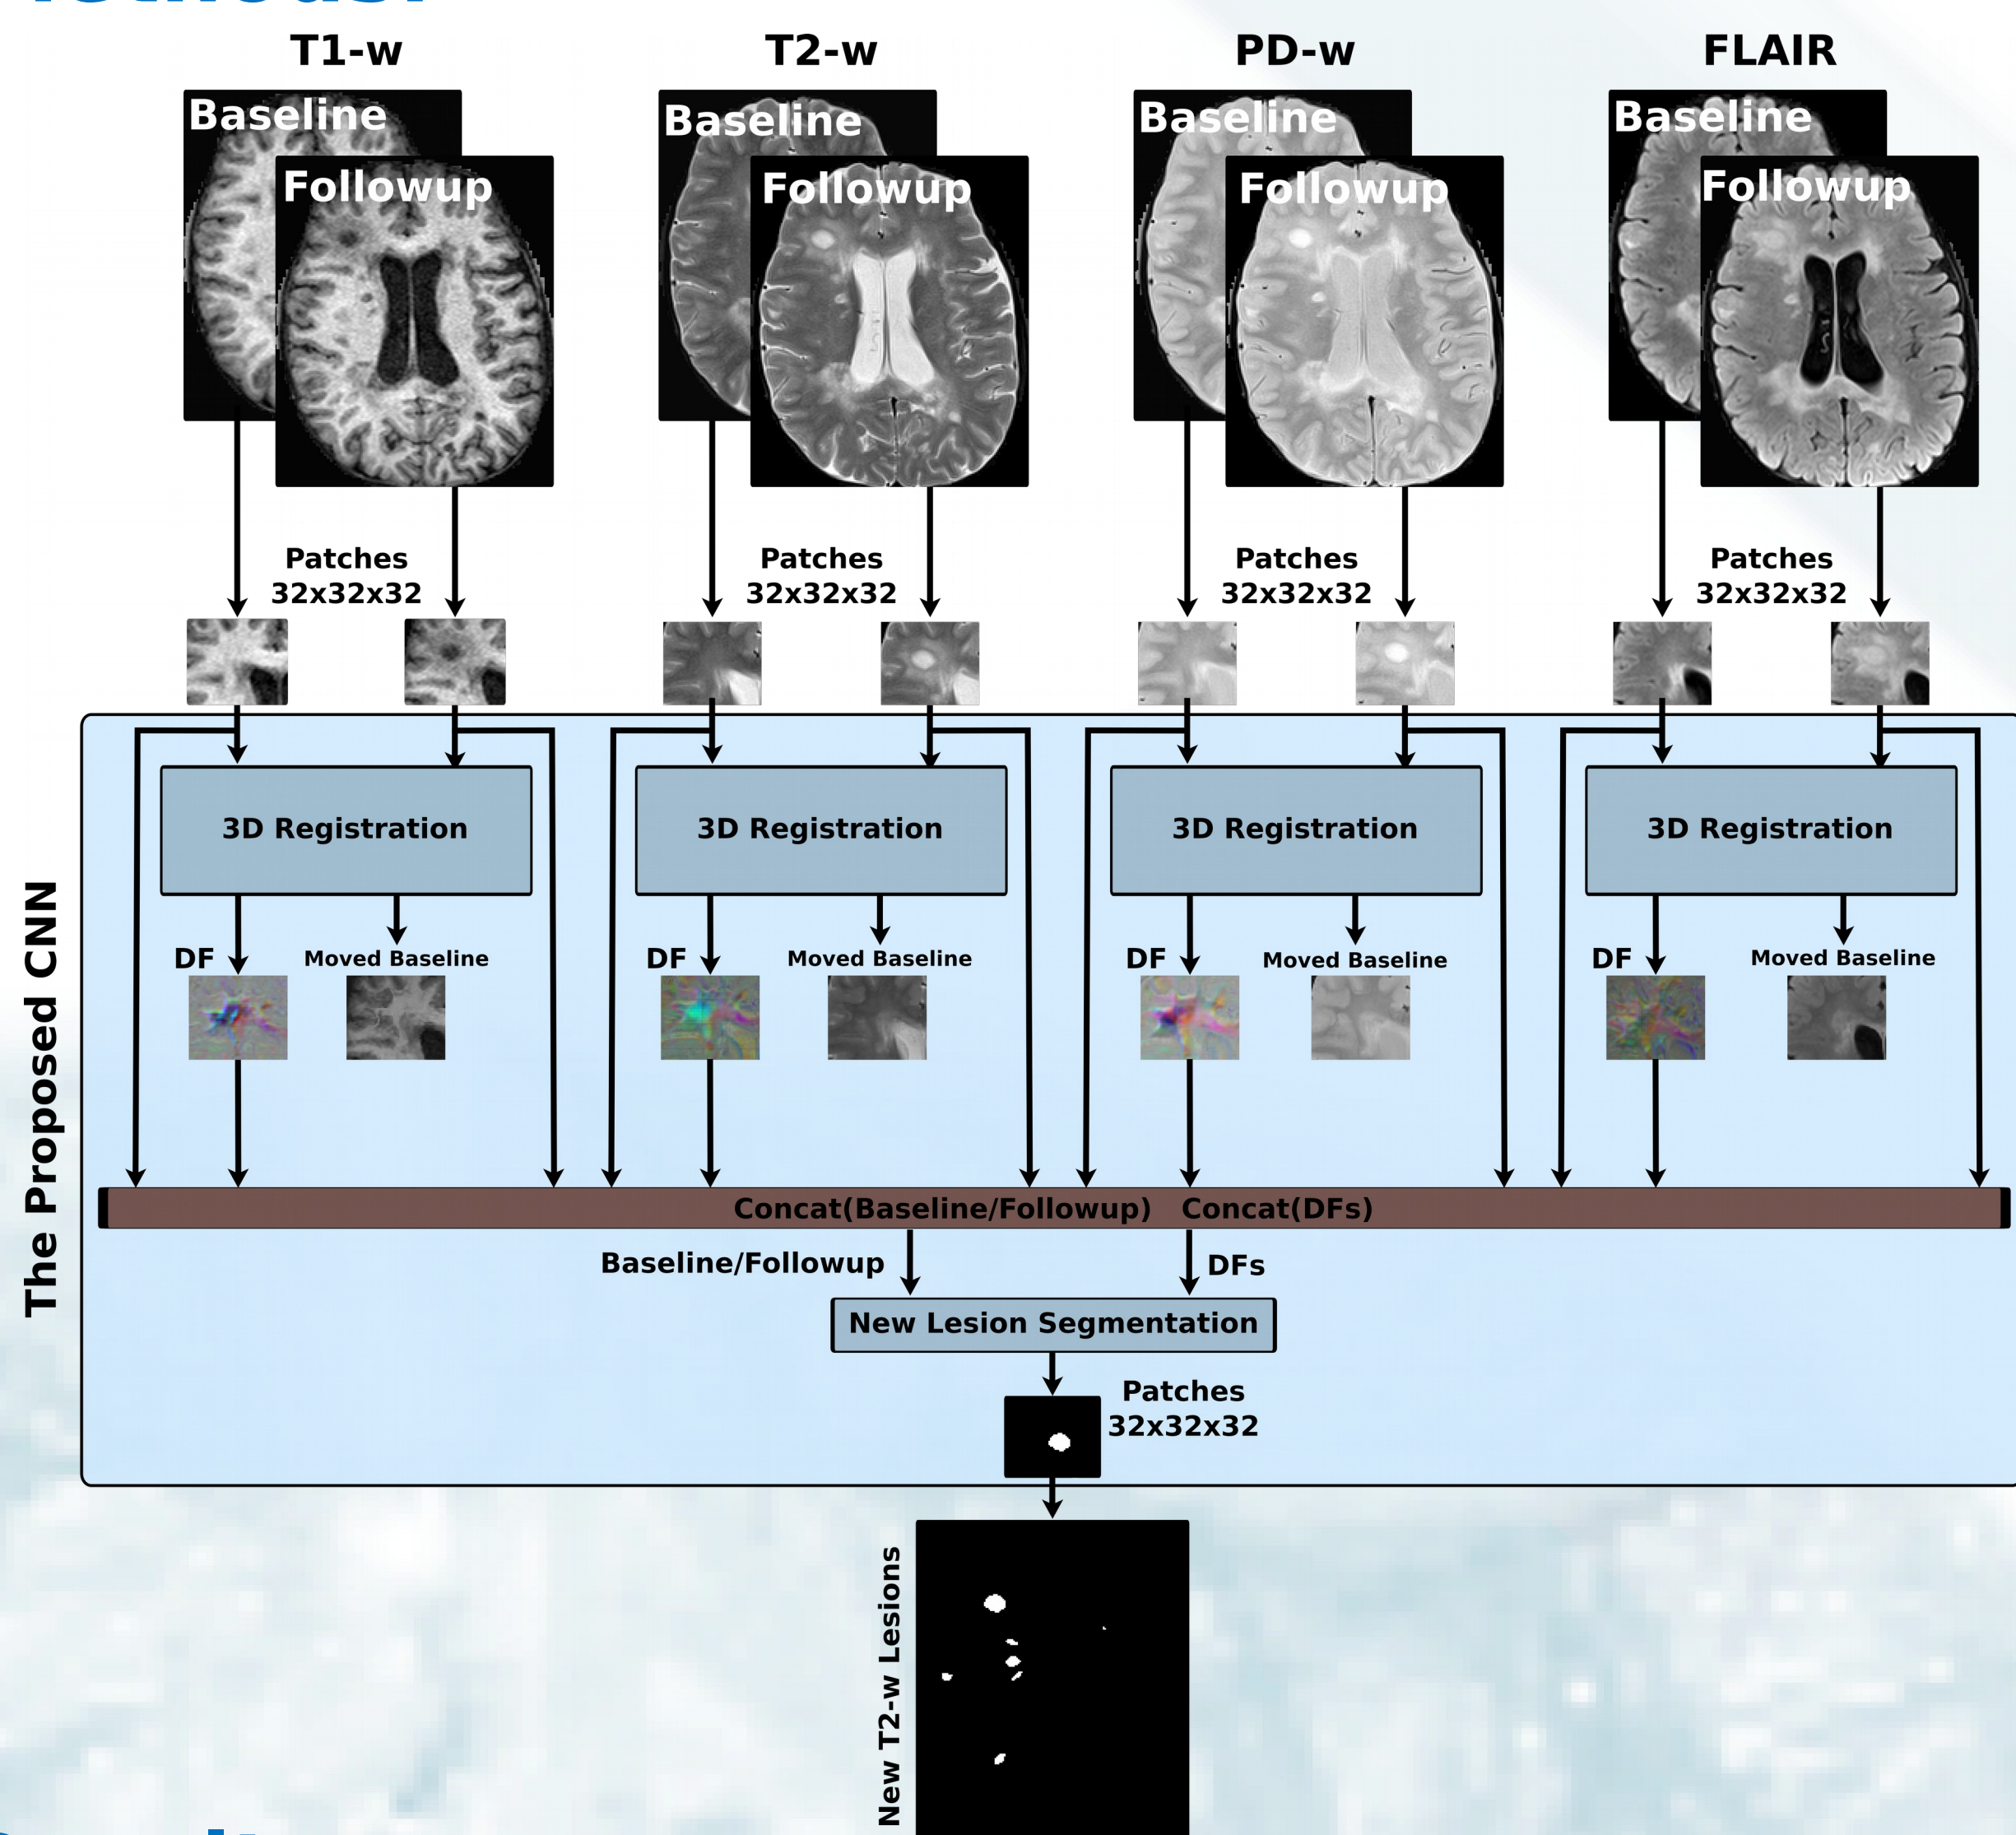 T1-w
T2-w
PD-w
FLAIR
Baseline
Baseline
Baseline
Baseline
Followup
Followup
Followup
Followup
Patches
32x32x32
Patches
32x32x32
Patches
32x32x32
Patches
32x32x32
The Proposed CNN
3D Registration
3D Registration
3D Registration
3D Registration
DF
Moved Baseline
DF
Moved Baseline
DF
Moved Baseline
DF
Moved Baseline
Concat(Baseline/Followup) Concat(DFs)
Baseline/Followup
DFs
New Lesion Segmentation
Patches
32x32x32
New T2-w Lesions